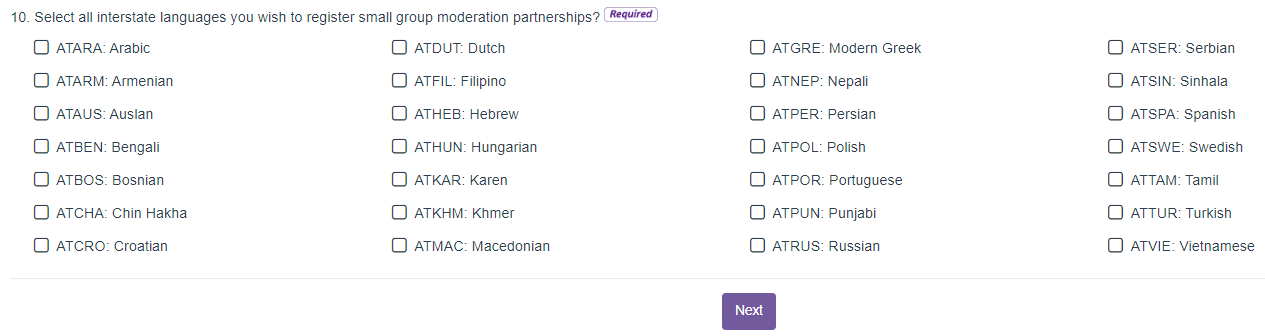 10. Select all interstate languages you wish to register small group moderation partnerships? Required
ATARA: Arabic
ATARM: Armenian
ATAUS: Auslan
ATBEN: Bengali
ATBOS: Bosnian
ATCHA: Chin Hakha
ATCRO: Croatian
ATDUT: Dutch
ATFIL: Filipino
ATHEB: Hebrew
ATHUN: Hungarian
ATKAR: Karen
ATKHM: Khmer
ATMAC: Macedonian
ATGRE: Modern Greek
ATNEP: Nepali
ATPER: Persian
ATPOL: Polish
ATPOR: Portuguese
ATPUN: Punjabi
ATRUS: Russian
ATSER: Serbian
ATSIN: Sinhala
ATSPA: Spanish
ATSWE: Swedish
ATTAM: Tamil
ATTUR: Turkish
ATVIE: Vietnamese
Next